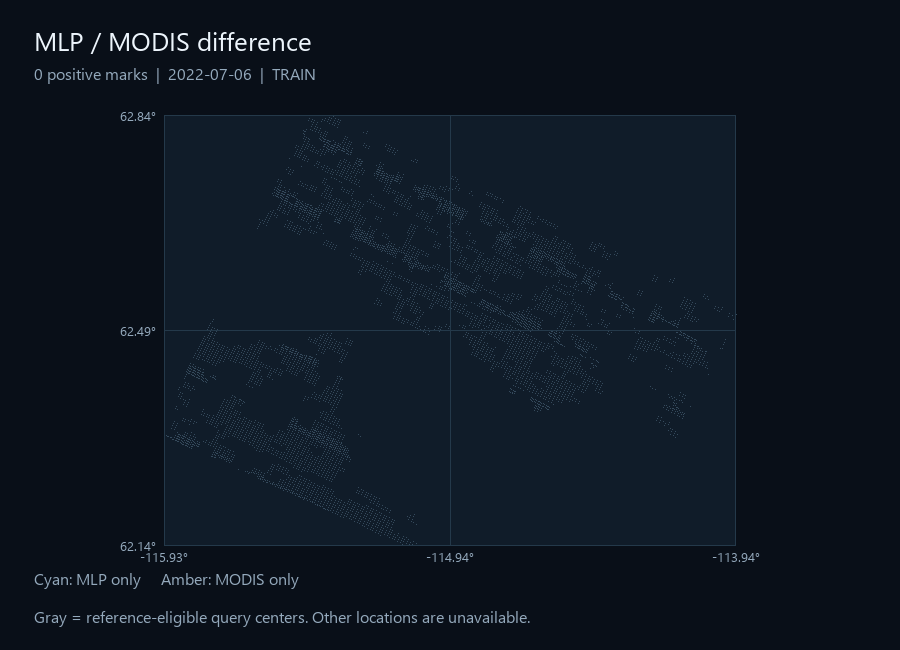 MLP / MODIS difference
0 positive marks | 2022-07-06 | TRAIN
62.84°
62.49°
62.14°
-115.93° -114.94° -113.94°
Cyan: MLP only Amber: MODIS only
Gray = reference-eligible query centers. Other locations are unavailable.